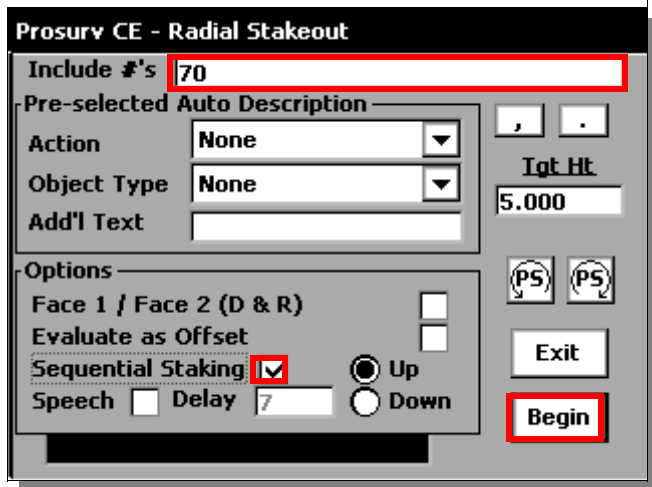 Prosurv CE - Radial Stakeout
Include #'s 70
Pre-selected Auto Description
Action None
Object Type None
Add'l Text
, .
Tgt Ht
5.000
Options
Face 1 / Face 2 (D & R)
Evaluate as Offset
Sequential Staking Up
Speech Delay 7 Down
PS PS
Exit
Begin